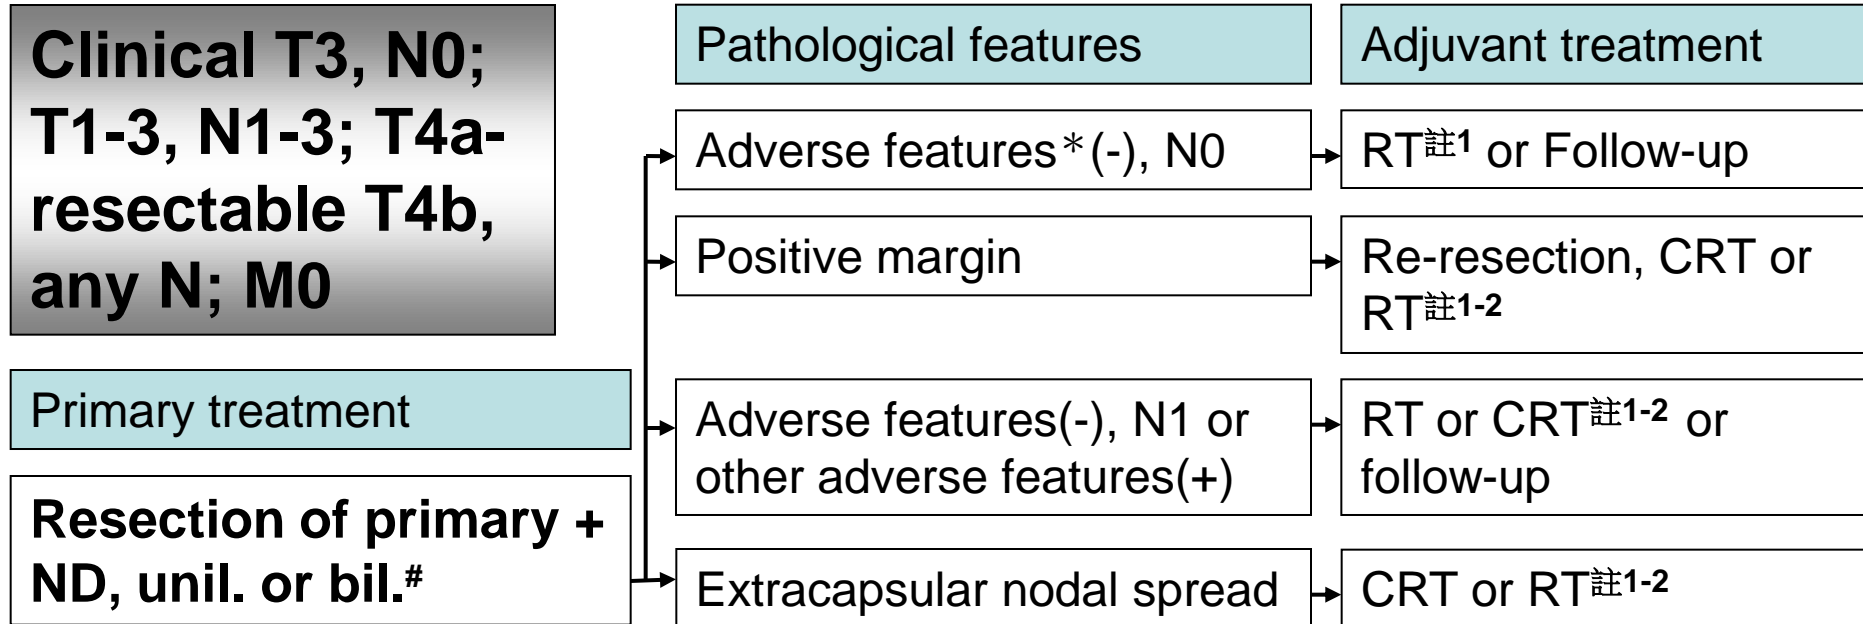 Clinical T3, N0;
T1-3, N1-3; T4a-
resectable T4b,
any N; M0
Primary treatment
Resection of primary +
ND, unil. or bil.#
Pathological features
Adjuvant treatment
Adverse features*(-), N0
RT註1 or Follow-up
Positive margin
Re-resection, CRT or
RT註1-2
Adverse features(-), N1 or
other adverse features(+)
RT or CRT註1-2 or
follow-up
Extracapsular nodal spread
CRT or RT註1-2